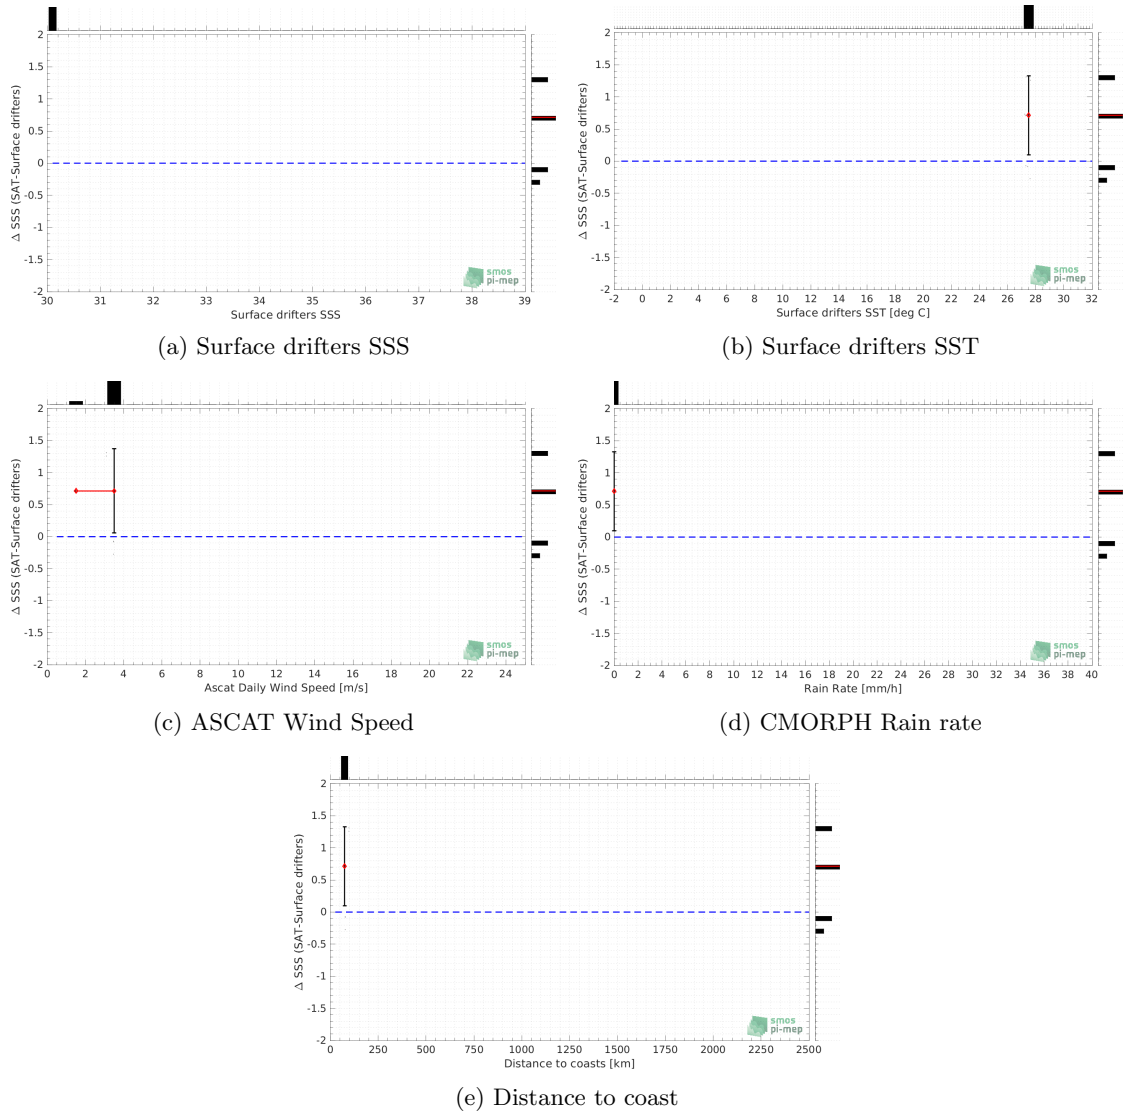 2
1.5
1
0.5
0
-0.5
-1
-1.5
-2
Δ SSS (SAT-Surface drifters)
30 31 32 33 34 35 36 37 38 39
Surface drifters SSS
smos
pi-mep
(a) Surface drifters SSS
2
1.5
1
0.5
0
-0.5
-1
-1.5
-2
Δ SSS (SAT-Surface drifters)
-2 0 2 4 6 8 10 12 14 16 18 20 22 24 26 28 30 32
Surface drifters SST [deg C]
smos
pi-mep
(b) Surface drifters SST
2
1.5
1
0.5
0
-0.5
-1
-1.5
-2
Δ SSS (SAT-Surface drifters)
0 2 4 6 8 10 12 14 16 18 20 22 24
Ascat Daily Wind Speed [m/s]
smos
pi-mep
(c) ASCAT Wind Speed
2
1.5
1
0.5
0
-0.5
-1
-1.5
-2
Δ SSS (SAT-Surface drifters)
0 2 4 6 8 10 12 14 16 18 20 22 24 26 28 30 32 34 36 38 40
Rain Rate [mm/h]
smos
pi-mep
(d) CMORPH Rain rate
2
1.5
1
0.5
0
-0.5
-1
-1.5
-2
Δ SSS (SAT-Surface drifters)
0 250 500 750 1000 1250 1500 1750 2000 2250 2500
Distance to coasts [km]
smos
pi-mep
(e) Distance to coast